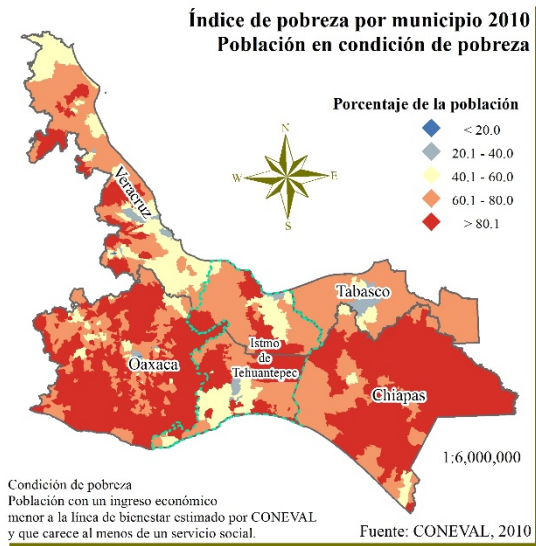 Índice de pobreza por municipio 2010
Población en condición de pobreza
Porcentaje de la población
< 20.0
20.1 - 40.0
40.1 - 60.0
60.1 - 80.0
> 80.1
N
W
E
S
Veracruz
Tabasco
Istmo
de
Tehuantepec
Oaxaca
Chiapas
1:6,000,000
Condición de pobreza
Población con un ingreso económico
menor a la línea de bienestar estimado por CONEVAL
y que carece al menos de un servicio social.
Fuente: CONEVAL, 2010